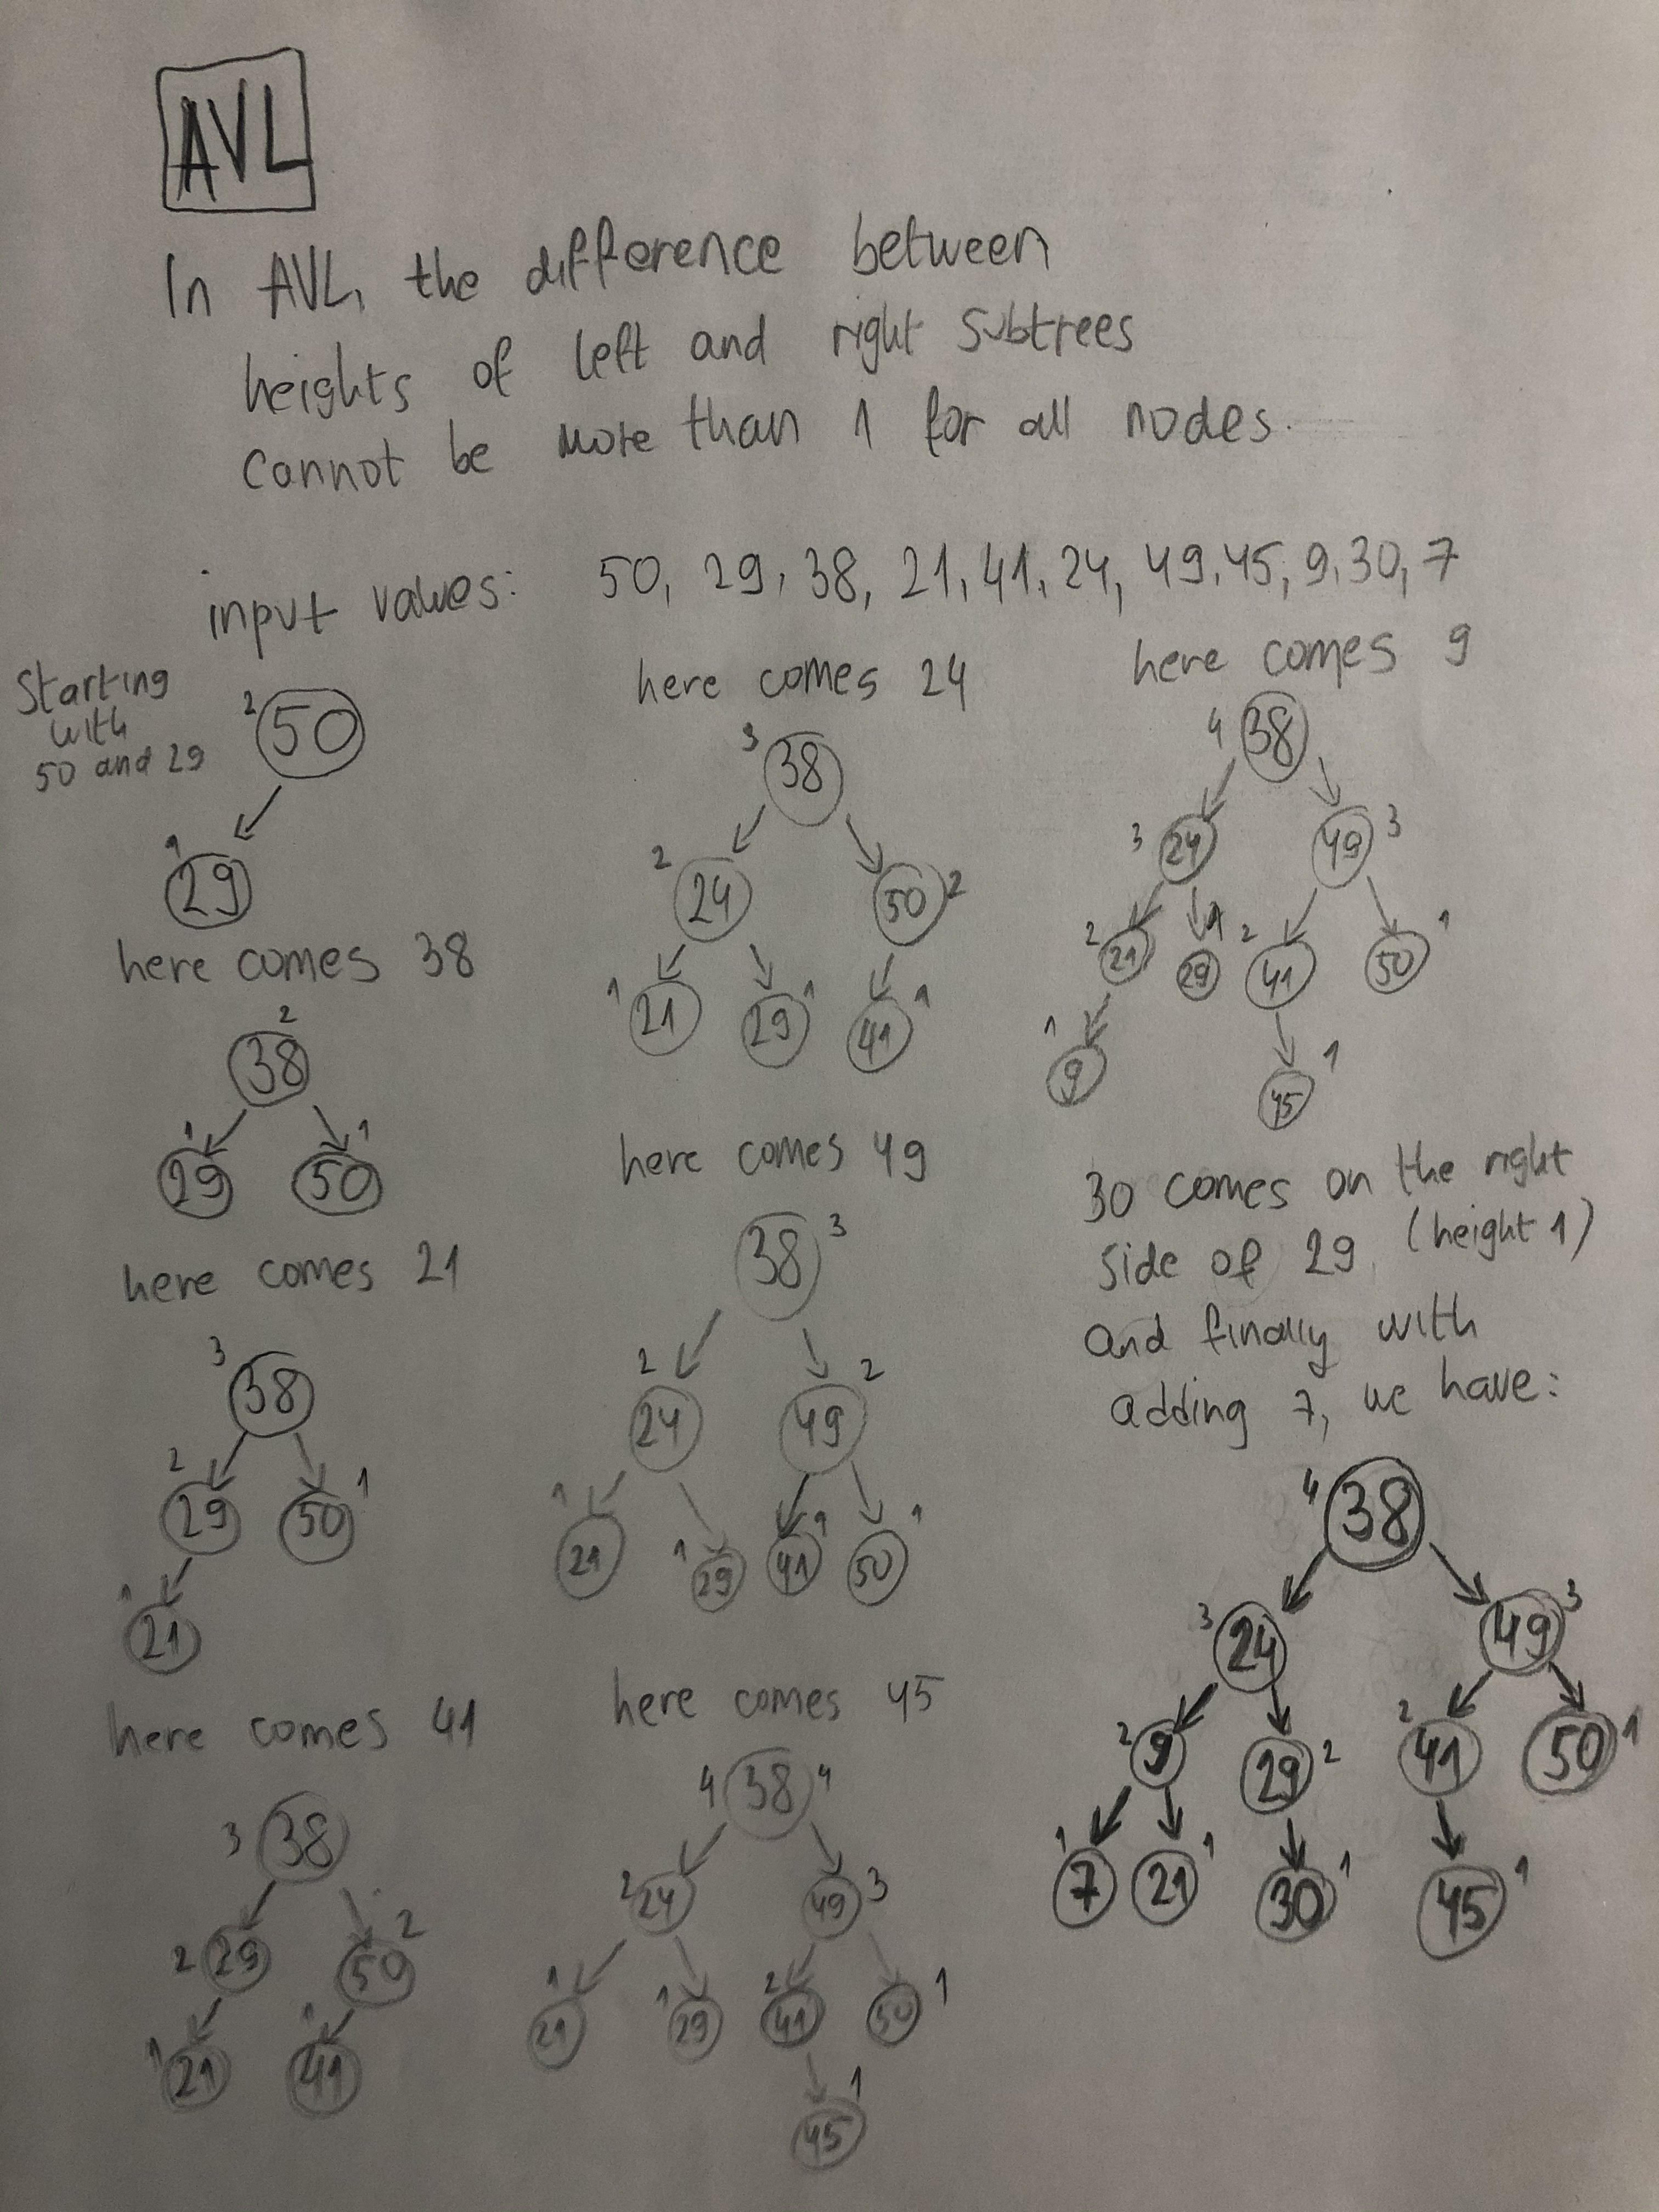 AVL
In AVL, the difference between
heights of left and right subtrees
cannot be more than 1 for all nodes.
input values: 50, 29, 38, 21, 41, 24, 49, 45, 9, 30, 7
Starting
with
50 and 29
2 50
1
29
here comes 38
2
38
1 1
29 50
here comes 21
3
38
2 1
29 50
1
21
here comes 41
3 38
2 29 50 2
1 1
21 41
here comes 24
3
38
2 24 50 2
1 21 29 1 41 1
here comes 49
38 3
2 2
24 49
1 21 1 29 41 1 50 1
here comes 45
4 38 4
2 24 49 3
1 2 1
21 1 29 41 50
1
45
here comes 9
4 38
3 24 49 3
2 21 1 29 2 41 50 1
1 9 45 1
30 comes on the right
side of 29 (height 1)
and finally with
adding 7, we have:
4 38
3 24 49 3
2 9 29 2 2 41 50 1
1 7 21 1 30 1 45 1